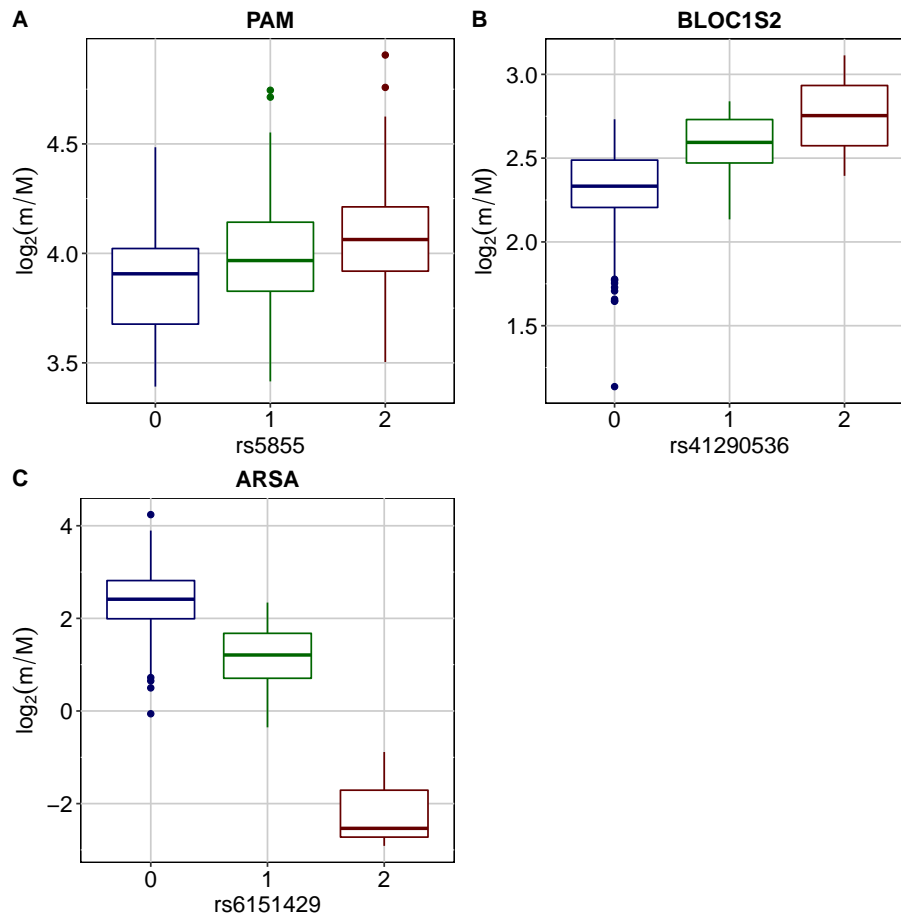 A
PAM
log₂(m/M)
4.5
4.0
3.5
0 1 2
rs5855
B
BLOC1S2
log₂(m/M)
3.0
2.5
2.0
1.5
0 1 2
rs41290536
C
ARSA
log₂(m/M)
4
2
0
−2
0 1 2
rs6151429